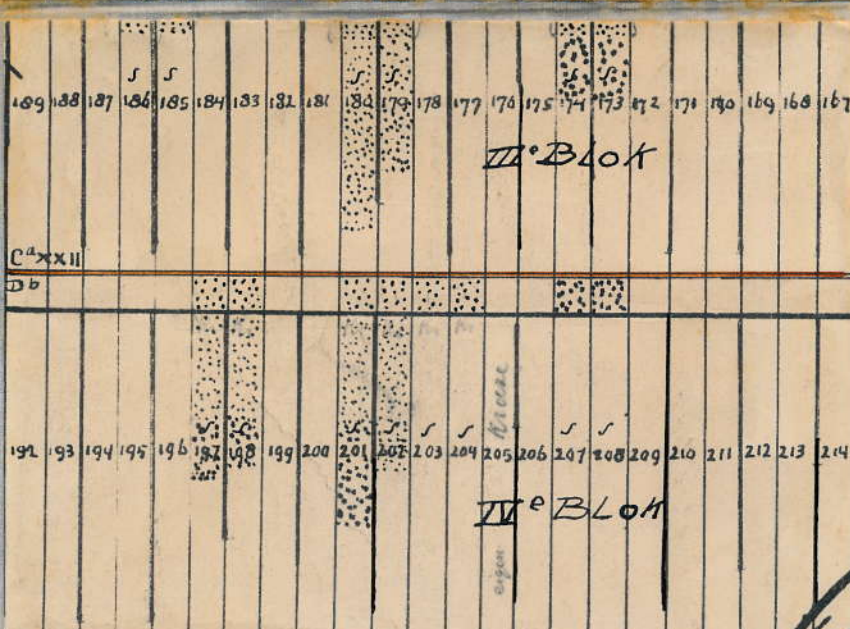 ∫ ∫ ∫ ∫ ∫ ∫
189 188 187 186 185 184 183 182 181 180 179 178 177 176 175 174 173 172 171 170 169 168 167
IIIe BLOK
Ca XXII
Db
Krase
∫ ∫ ∫ ∫ ∫ ∫ ∫ ∫
192 193 194 195 196 197 198 199 200 201 202 203 204 205 206 207 208 209 210 211 212 213 214
IVe BLOK
eigen